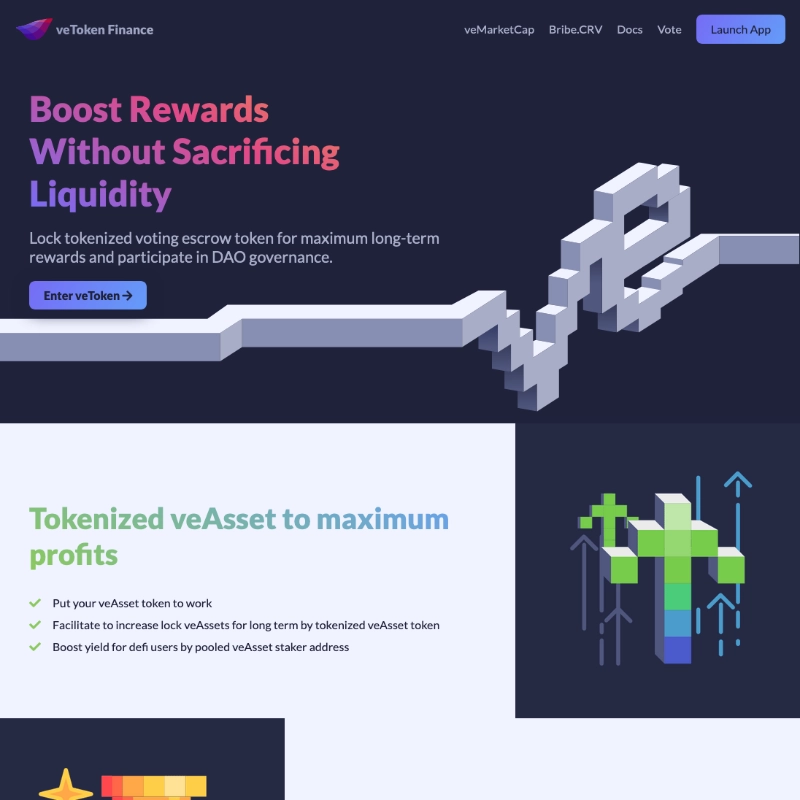 veToken Finance
veMarketCap
Bribe.CRV
Docs
Vote
Launch App
Boost Rewards
Without Sacrificing
Liquidity
Lock tokenized voting escrow token for maximum long-term
rewards and participate in DAO governance.
Enter veToken
ve
Tokenized veAsset to maximum
profits
Put your veAsset token to work
Facilitate to increase lock veAssets for long term by tokenized veAsset token
Boost yield for defi users by pooled veAsset staker address